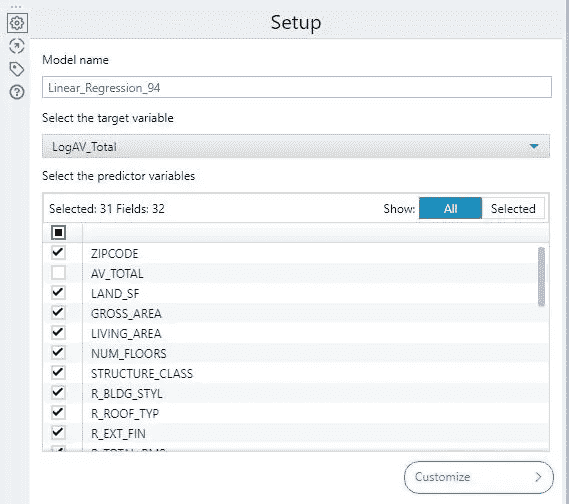 Setup
Model name
Linear_Regression_94
Select the target variable
LogAV_Total
Select the predictor variables
Selected: 31 Fields: 32 Show: All Selected
ZIPCODE
AV_TOTAL
LAND_SF
GROSS_AREA
LIVING_AREA
NUM_FLOORS
STRUCTURE_CLASS
R_BLDG_STYL
R_ROOF_TYP
R_EXT_FIN
Customize